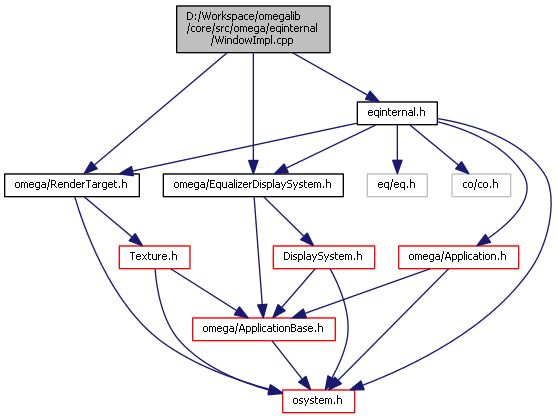 D:/Workspace/omegalib
/core/src/omega/eqinternal
/WindowImpl.cpp
eqinternal.h
omega/RenderTarget.h
omega/EqualizerDisplaySystem.h
eq/eq.h
co/co.h
Texture.h
DisplaySystem.h
omega/Application.h
omega/ApplicationBase.h
osystem.h